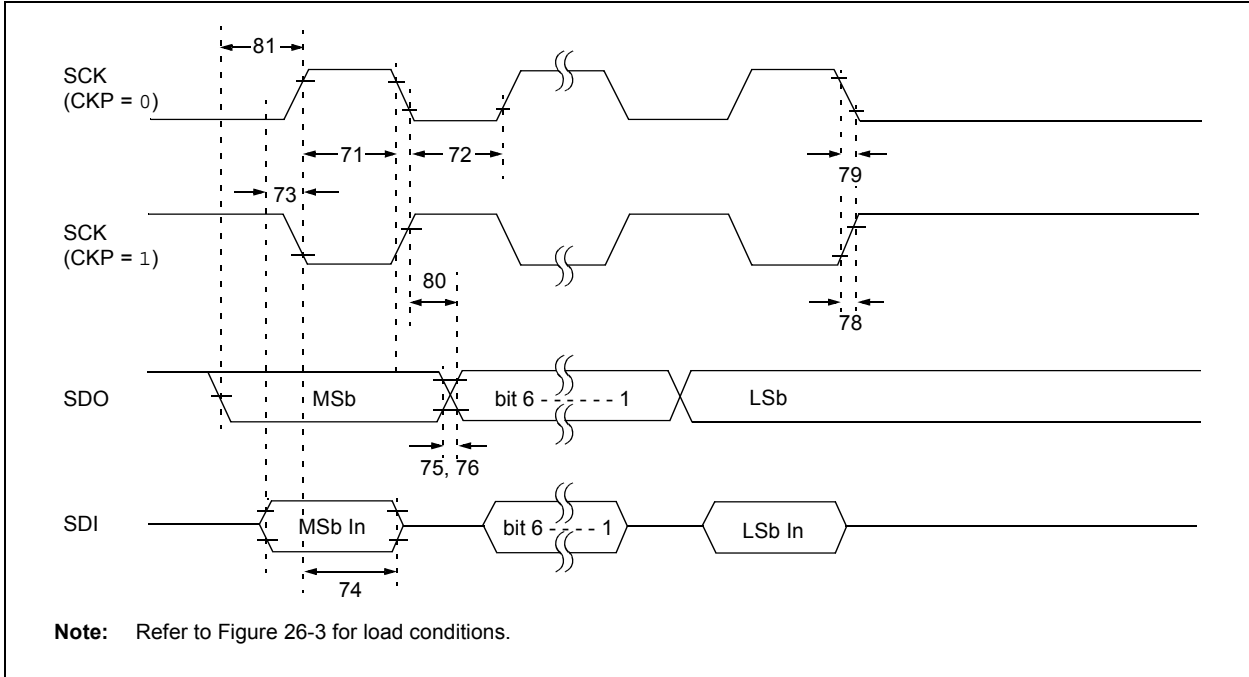 81
SCK
(CKP = 0)
71
72
79
73
SCK
(CKP = 1)
80
78
SDO
MSb
bit 6 - - - - - - 1
LSb
75, 76
SDI
MSb In
bit 6 - - - - - 1
LSb In
74
Note: Refer to Figure 26-3 for load conditions.